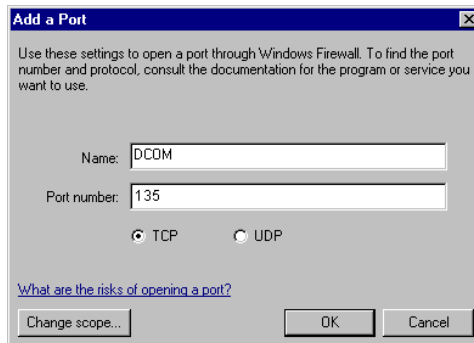 Add a Port
Use these settings to open a port through Windows Firewall. To find the port
number and protocol, consult the documentation for the program or service you
want to use.
Name: DCOM
Port number: 135
TCP UDP
What are the risks of opening a port?
Change scope... OK Cancel